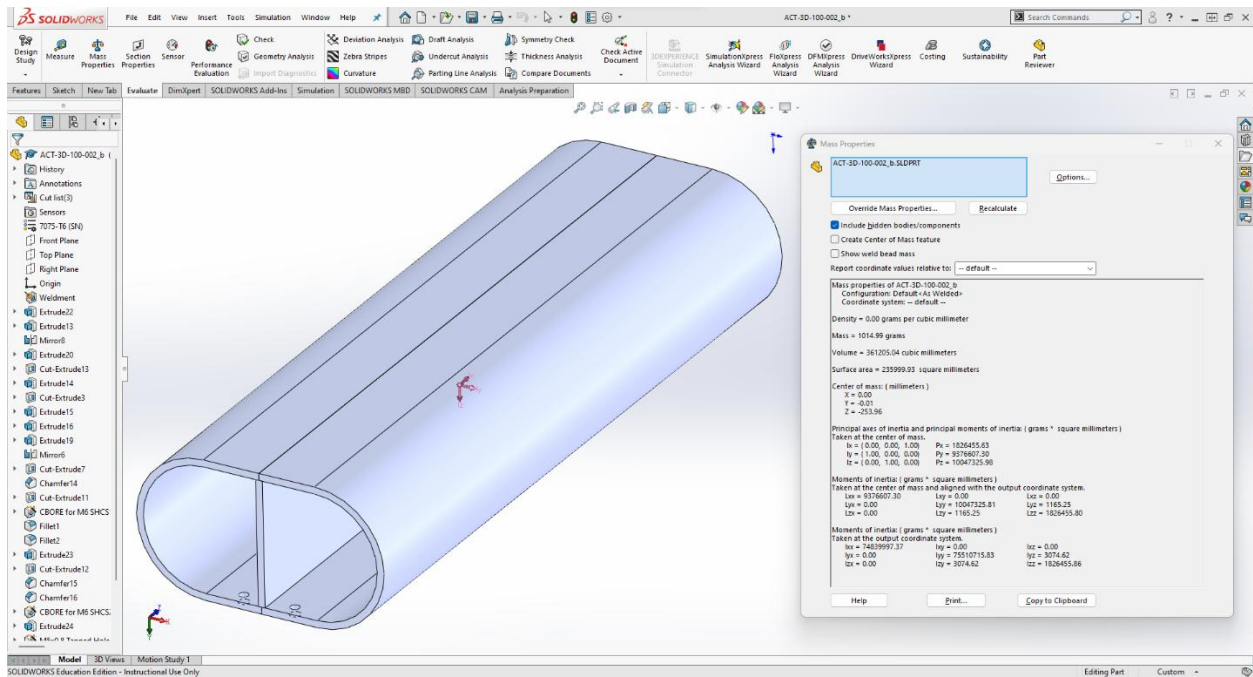 SOLIDWORKS File Edit View Insert Tools Simulation Window Help ACT-3D-100-002_b * Search Commands
Design Study
Measure
Mass Properties
Section Properties
Sensor
Performance Evaluation
Check
Geometry Analysis
Import Diagnostics
Deviation Analysis
Zebra Stripes
Curvature
Draft Analysis
Undercut Analysis
Parting Line Analysis
Symmetry Check
Thickness Analysis
Compare Documents
Check Active Document
3DEXPERIENCE Simulation Connector
SimulationXpress Analysis Wizard
FloXpress Analysis Wizard
DFMXpress Analysis Wizard
DriveWorksXpress Wizard
Costing
Sustainability
Part Reviewer
Features Sketch New Tab Evaluate DimXpert SOLIDWORKS Add-Ins Simulation SOLIDWORKS MBD SOLIDWORKS CAM Analysis Preparation
ACT-3D-100-002_b (
History
Annotations
Cut list(3)
Sensors
7075-T6 (SN)
Front Plane
Top Plane
Right Plane
Origin
Weldment
Extrude22
Extrude13
Mirror8
Extrude20
Cut-Extrude13
Extrude14
Cut-Extrude3
Extrude15
Extrude16
Extrude19
Mirror6
Cut-Extrude7
Chamfer14
Cut-Extrude11
CBORE for M6 SHCS
Fillet1
Fillet2
Extrude23
Cut-Extrude12
Chamfer15
Chamfer16
CBORE for M6 SHCS.
Extrude24
M5x0.8 Tapped Hole
Mass Properties
ACT-3D-100-002_b.SLDPRT
Options...
Override Mass Properties... Recalculate
Include hidden bodies/components
Create Center of Mass feature
Show weld bead mass
Report coordinate values relative to: -- default --
Mass properties of ACT-3D-100-002_b
Configuration: Default<As Welded>
Coordinate system: -- default --
Density = 0.00 grams per cubic millimeter
Mass = 1014.99 grams
Volume = 361205.04 cubic millimeters
Surface area = 235999.93 square millimeters
Center of mass: ( millimeters )
X = 0.00
Y = -0.01
Z = -253.96
Principal axes of inertia and principal moments of inertia: ( grams * square millimeters )
Taken at the center of mass.
Ix = ( 0.00, 0.00, 1.00) Px = 1826455.63
Iy = ( 1.00, 0.00, 0.00) Py = 9376607.30
Iz = ( 0.00, 1.00, 0.00) Pz = 10047325.98
Moments of inertia: ( grams * square millimeters )
Taken at the center of mass and aligned with the output coordinate system.
Lxx = 9376607.30 Lxy = 0.00 Lxz = 0.00
Lyx = 0.00 Lyy = 10047325.81 Lyz = 1165.25
Lzx = 0.00 Lzy = 1165.25 Lzz = 1826455.80
Moments of inertia: ( grams * square millimeters )
Taken at the output coordinate system.
Ixx = 74839997.37 Ixy = 0.00 Ixz = 0.00
Iyx = 0.00 Iyy = 75510715.83 Iyz = 3074.62
Izx = 0.00 Izy = 3074.62 Izz = 1826455.86
Help Print... Copy to Clipboard
Model 3D Views Motion Study 1
SOLIDWORKS Education Edition - Instructional Use Only Editing Part Custom